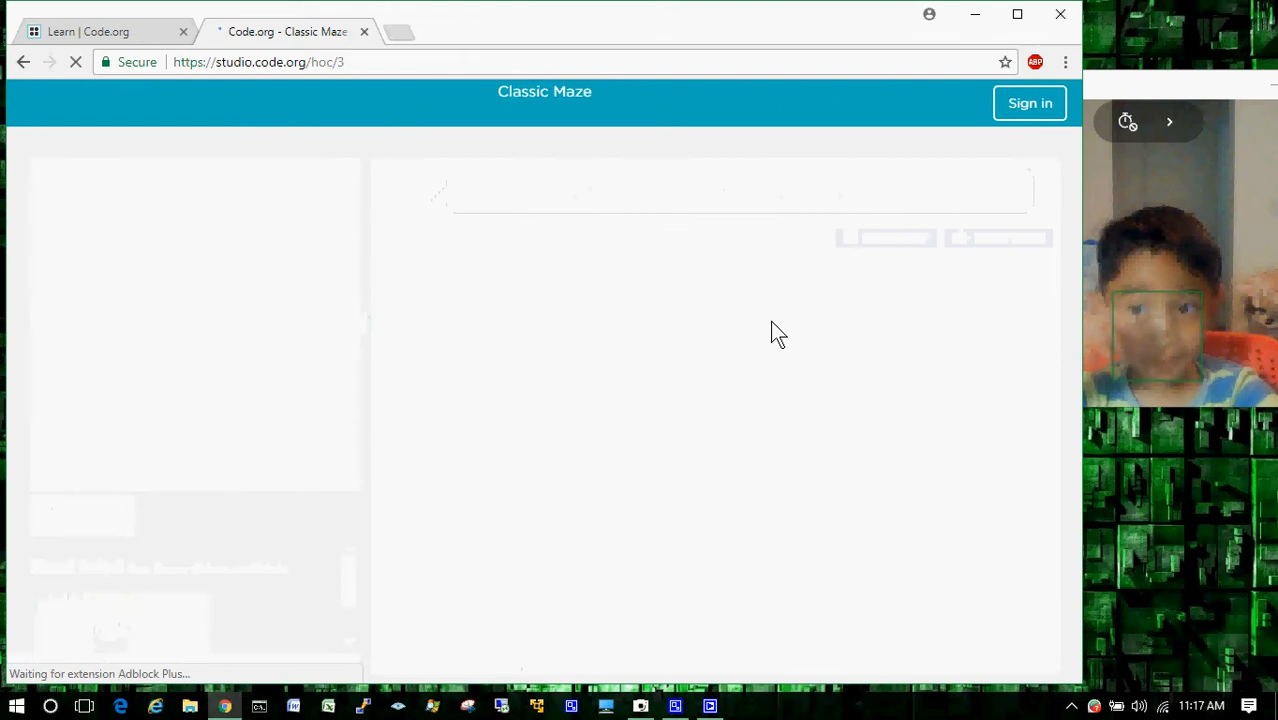 Learn | Code.org
Code.org - Classic Maze
Secure
https://studio.code.org/hoc/3
ABP
Classic Maze
Sign in
Waiting for extension Adblock Plus...
11:17 AM